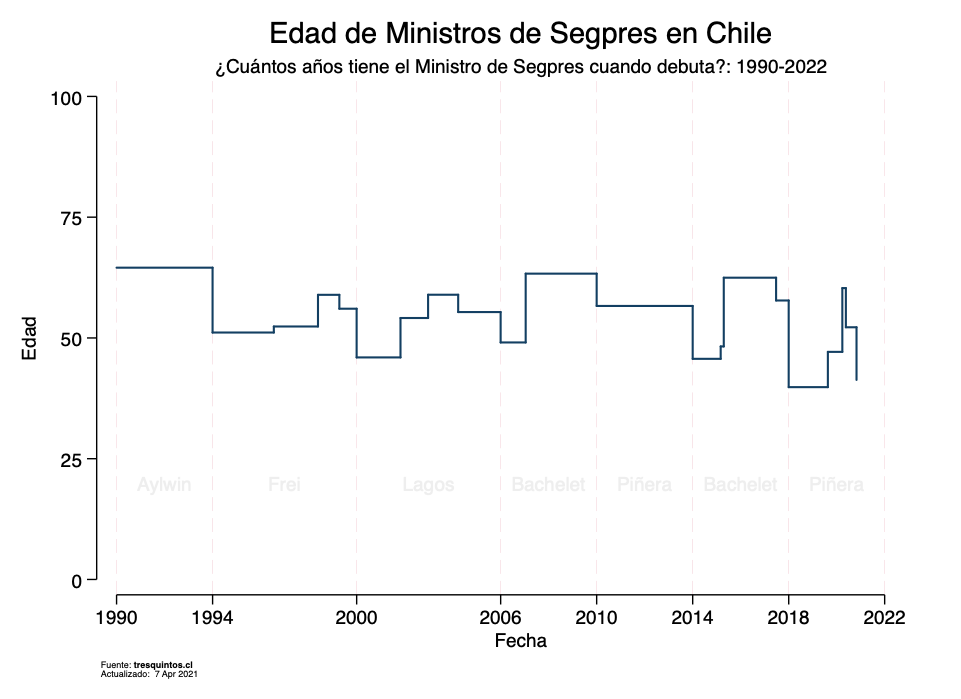 Edad de Ministros de Segpres en Chile
¿Cuántos años tiene el Ministro de Segpres cuando debuta?: 1990-2022
100
75
50
25
0
Edad
Aylwin Frei Lagos Bachelet Piñera Bachelet Piñera
1990 1994 2000 2006 2010 2014 2018 2022
Fecha
Fuente: tresquintos.cl
Actualizado: 7 Apr 2021